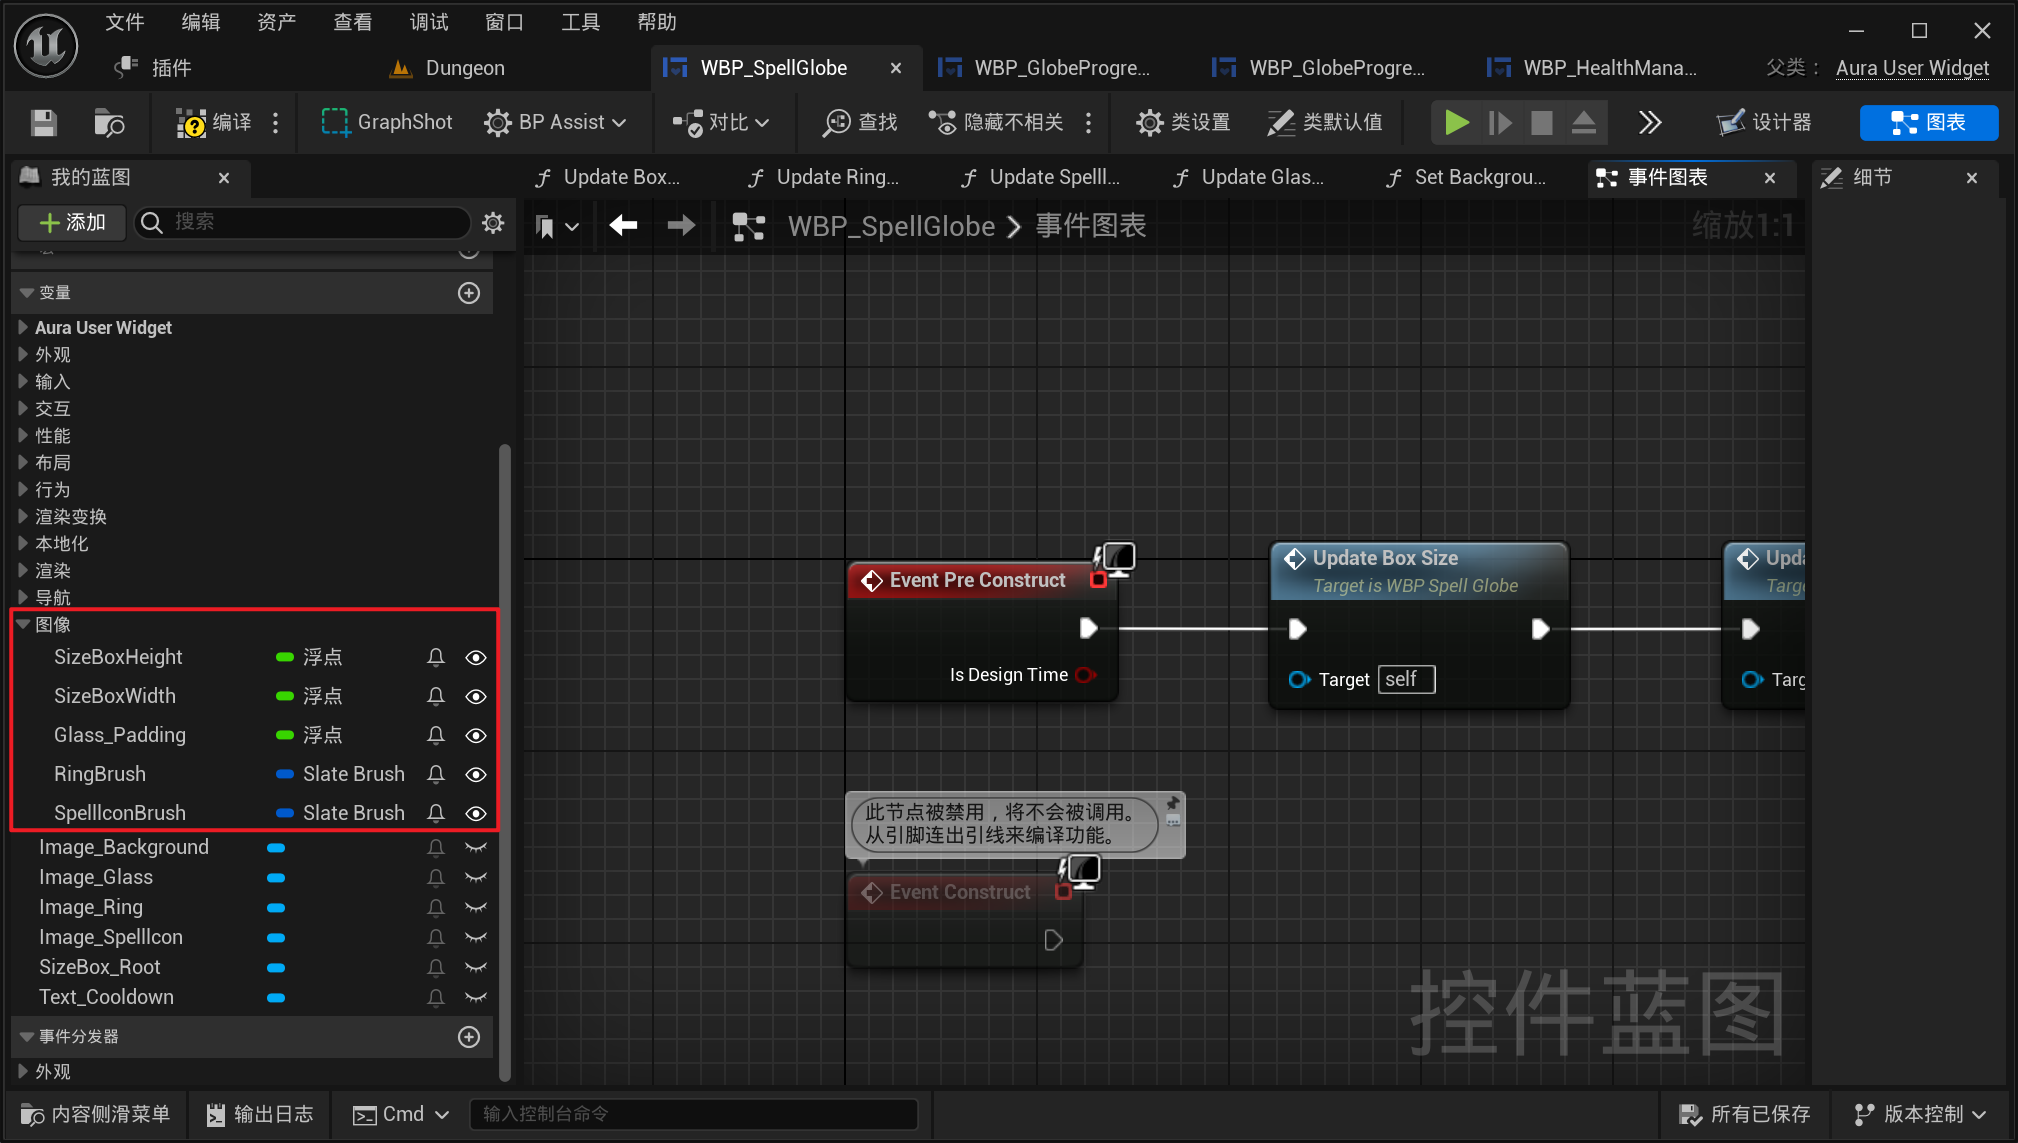 文件 编辑 资产 查看 调试 窗口 工具 帮助
插件 Dungeon WBP_SpellGlobe WBP_GlobeProgre... WBP_GlobeProgre... WBP_HealthMana... 父类： Aura User Widget
编译 GraphShot BP Assist 对比 查找 隐藏不相关 类设置 类默认值 设计器 图表
我的蓝图 Update Box... Update Ring... Update SpellI... Update Glas... Set Backgrou... 事件图表 细节
添加 搜索 WBP_SpellGlobe 事件图表 缩放1:1
变量
Aura User Widget
外观
输入
交互
性能
布局
行为
渲染变换
本地化
渲染
导航
图像
SizeBoxHeight 浮点
SizeBoxWidth 浮点
Glass_Padding 浮点
RingBrush Slate Brush
SpellIconBrush Slate Brush
Image_Background
Image_Glass
Image_Ring
Image_SpellIcon
SizeBox_Root
Text_Cooldown
事件分发器
外观
Event Pre Construct
Is Design Time
Update Box Size
Target is WBP Spell Globe
Target self
Upda
Targ
Targ
此节点被禁用，将不会被调用。
从引脚连出引线来编译功能。
Event Construct
控件蓝图
内容侧滑菜单 输出日志 Cmd 输入控制台命令 所有已保存 版本控制